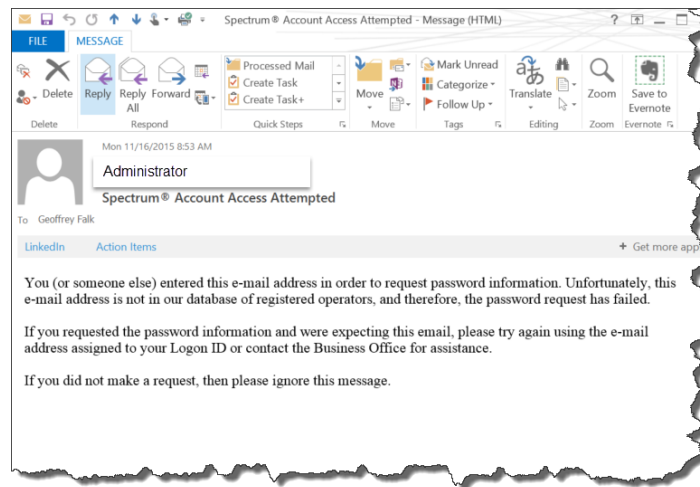 Spectrum® Account Access Attempted - Message (HTML)
?
FILE MESSAGE
Delete
Reply Reply All Forward
Processed Mail
Create Task
Create Task+
Move
Mark Unread
Categorize
Follow Up
Translate
Zoom
Save to Evernote
Delete Respond Quick Steps Move Tags Editing Zoom Evernote
Mon 11/16/2015 8:53 AM
Administrator
Spectrum® Account Access Attempted
To Geoffrey Falk
LinkedIn Action Items + Get more app
You (or someone else) entered this e-mail address in order to request password information. Unfortunately, this
e-mail address is not in our database of registered operators, and therefore, the password request has failed.
If you requested the password information and were expecting this email, please try again using the e-mail
address assigned to your Logon ID or contact the Business Office for assistance.
If you did not make a request, then please ignore this message.